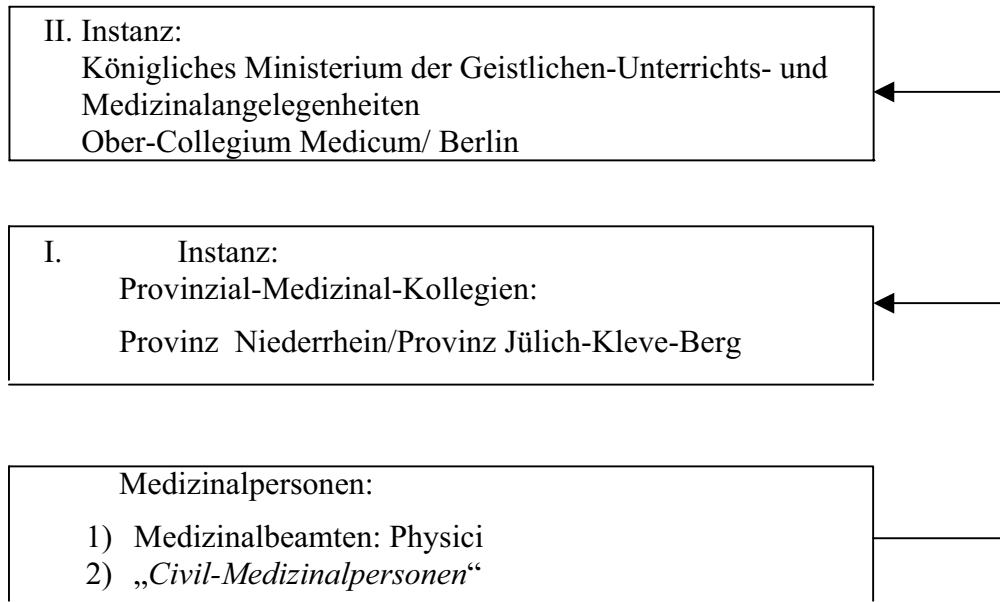 II. Instanz:
Königliches Ministerium der Geistlichen-Unterrichts- und
Medizinalangelegenheiten
Ober-Collegium Medicum/ Berlin
I. Instanz:
Provinzial-Medizinal-Kollegien:
Provinz Niederrhein/Provinz Jülich-Kleve-Berg
Medizinalpersonen:
1) Medizinalbeamten: Physici
2) „Civil-Medizinalpersonen“